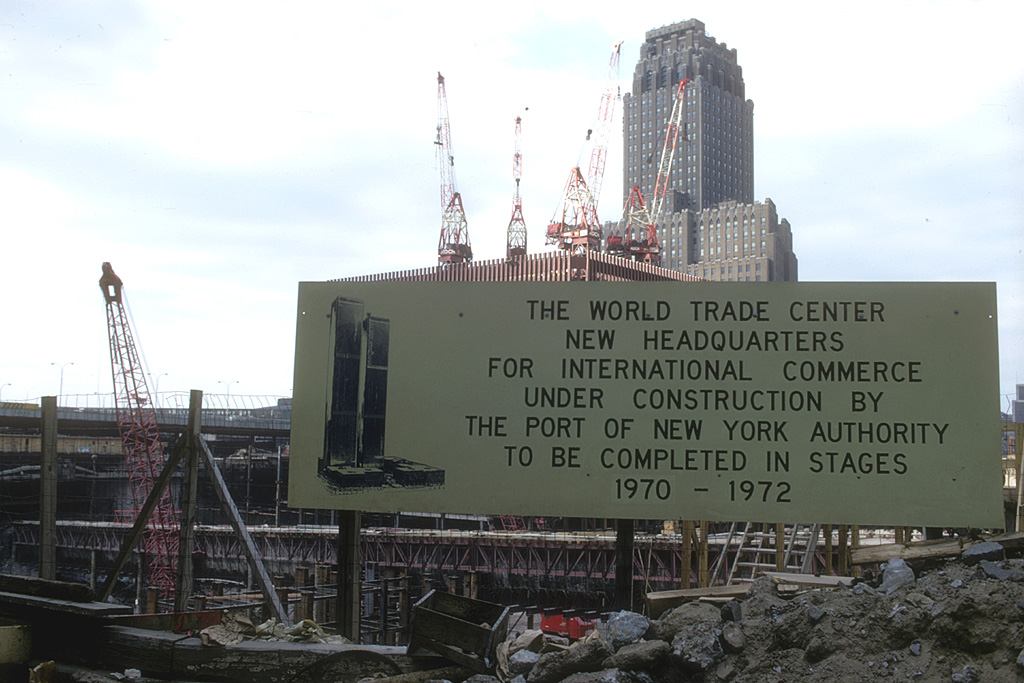 THE WORLD TRADE CENTER
NEW HEADQUARTERS
FOR INTERNATIONAL COMMERCE
UNDER CONSTRUCTION BY
THE PORT OF NEW YORK AUTHORITY
TO BE COMPLETED IN STAGES
1970 - 1972